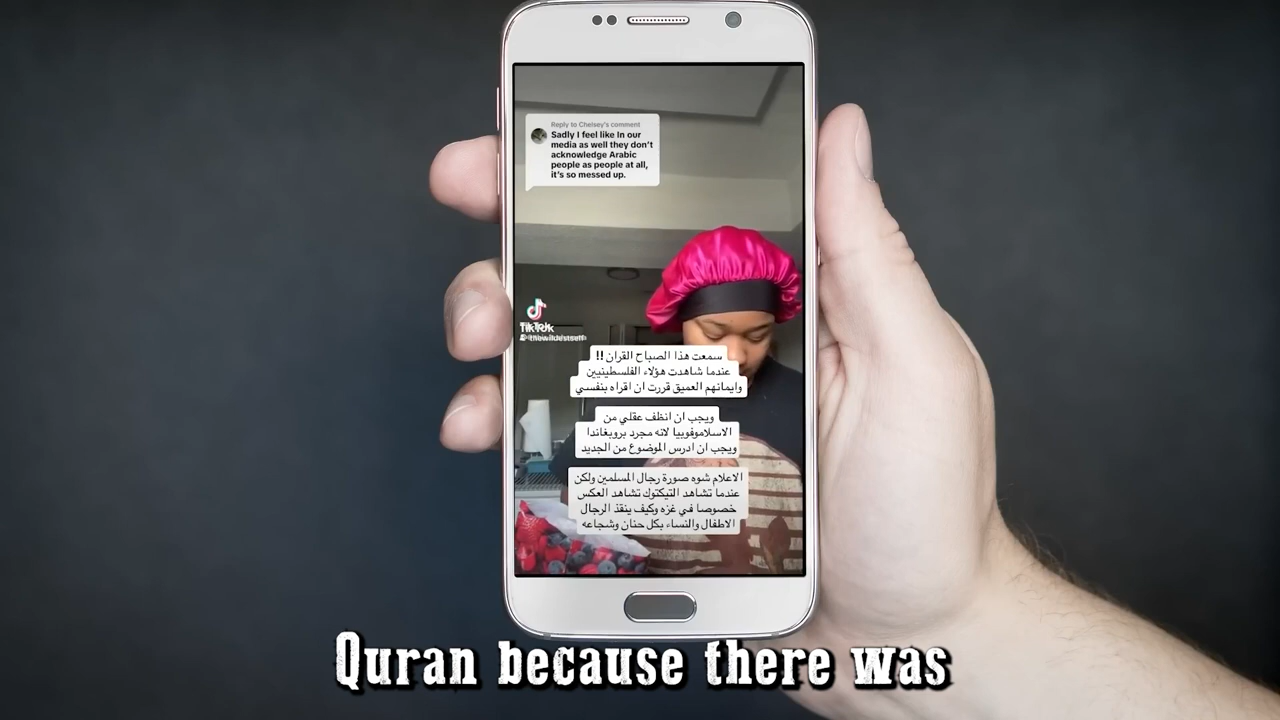 Reply to Chelsey's comment
Sadly I feel like In our
media as well they don't
acknowledge Arabic
people as people at all,
it's so messed up.
TikTok
thewildestself
سمعت هذا الصباح القران !!
عندما شاهدت هؤلاء الفلسطينيين
وايمانهم العميق قررت ان اقراه بنفسي
ويجب ان انظف عقلي من
الاسلاموفوبيا لانه مجرد بروبغاندا
ويجب ان ادرس الموضوع من الجديد
الاعلام شوه صورة رجال المسلمين ولكن
عندما تشاهد التيكتوك تشاهد العكس
خصوصا في غزه وكيف ينقذ الرجال
الاطفال والنساء بكل حنان وشجاعه
Quran because there was